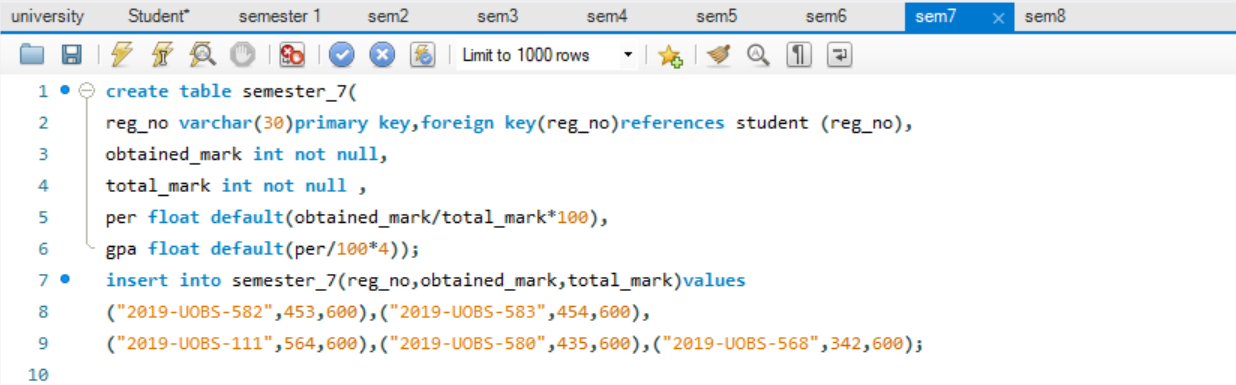 university Student* semester 1 sem2 sem3 sem4 sem5 sem6 sem7 sem8
Limit to 1000 rows
1 create table semester_7(
2 reg_no varchar(30)primary key,foreign key(reg_no)references student (reg_no),
3 obtained_mark int not null,
4 total_mark int not null ,
5 per float default(obtained_mark/total_mark*100),
6 gpa float default(per/100*4));
7 insert into semester_7(reg_no,obtained_mark,total_mark)values
8 ("2019-UOBS-582",453,600),("2019-UOBS-583",454,600),
9 ("2019-UOBS-111",564,600),("2019-UOBS-580",435,600),("2019-UOBS-568",342,600);
10